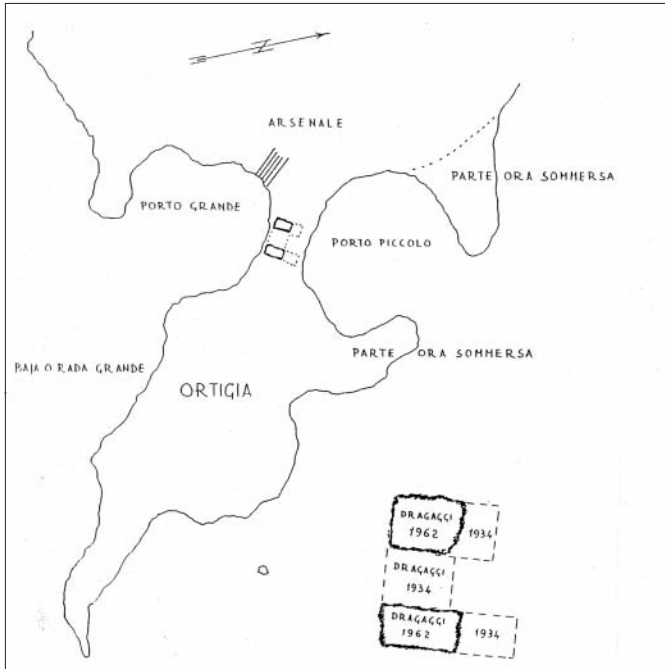 N
ARSENALE
PARTE ORA SOMMERSA
PORTO GRANDE
PORTO PICCOLO
BAJA O RADA GRANDE
PARTE ORA SOMMERSA
ORTIGIA
DRAGAGGI
1962
1934
DRAGAGGI
1934
DRAGAGGI
1962
1934